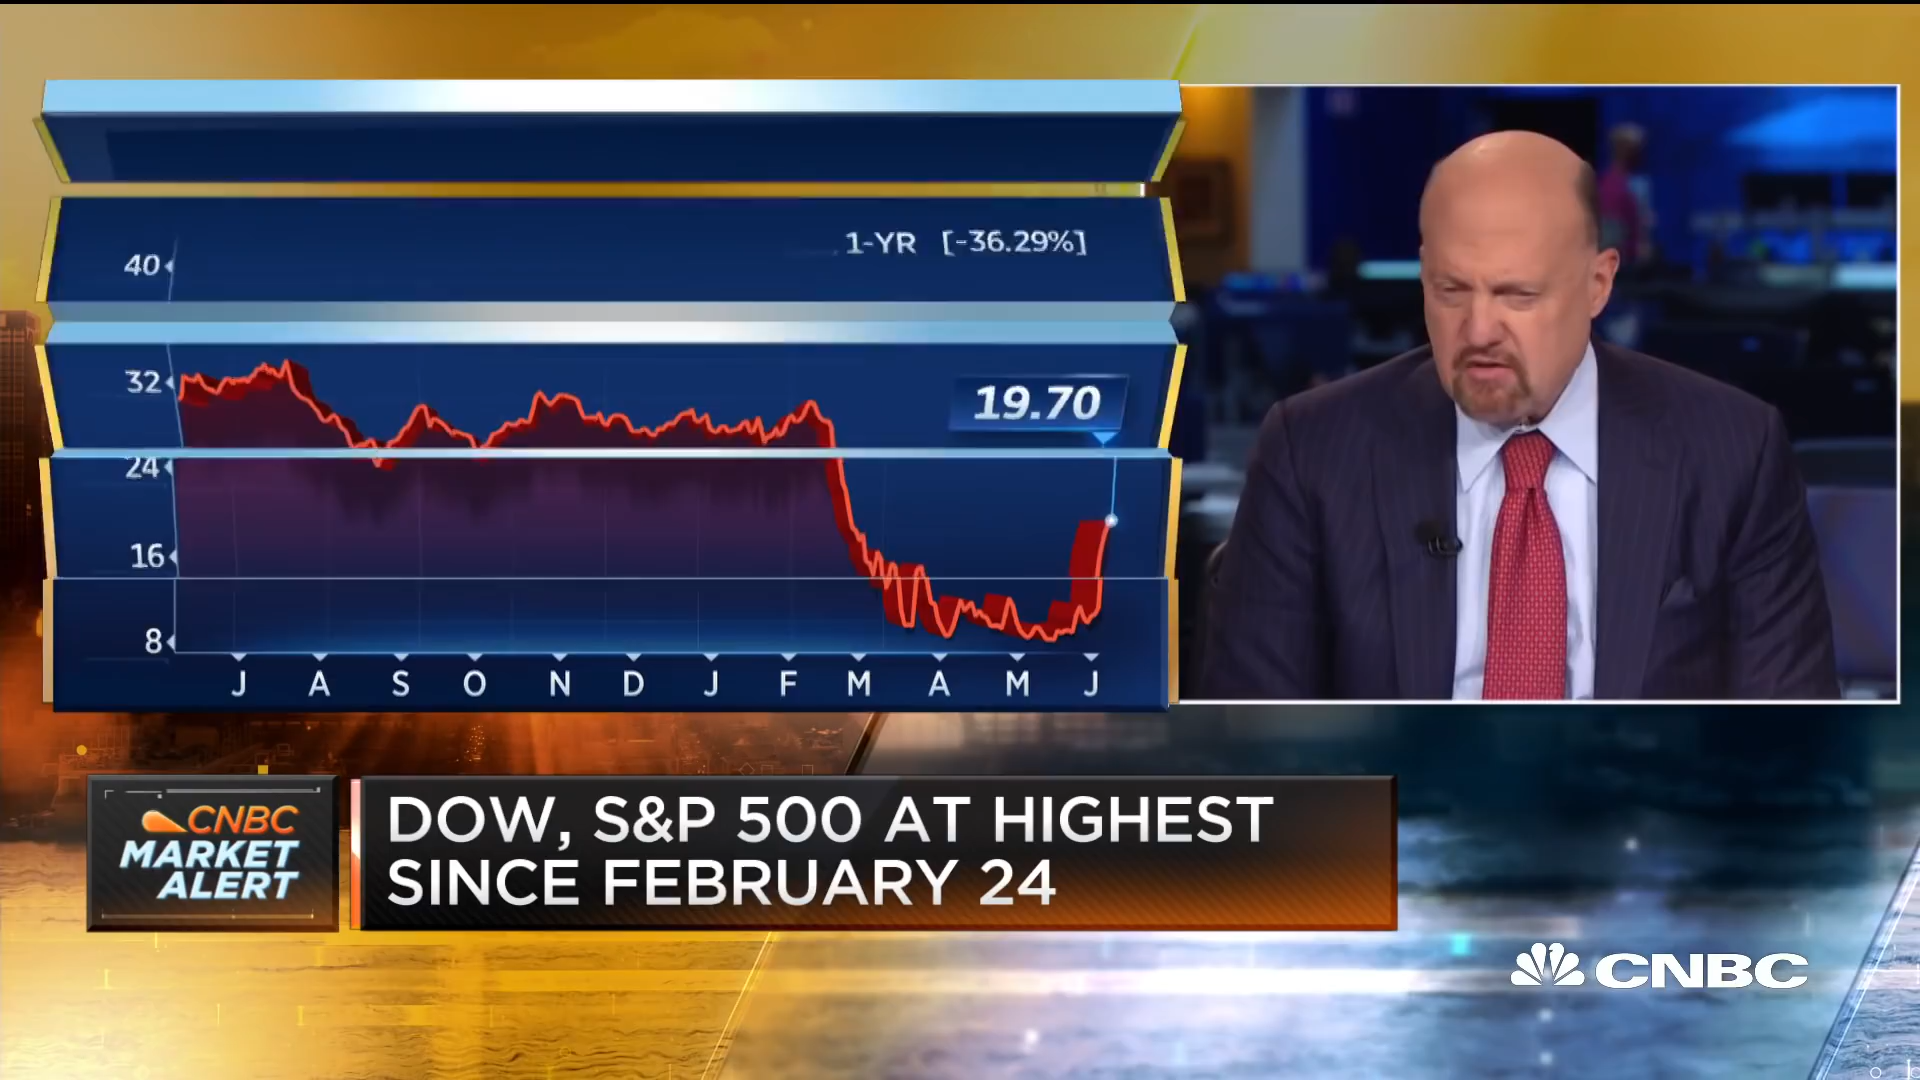 1-YR [-36.29%]
40
32
19.70
24
16
8
J A S O N D J F M A M J
CNBC
MARKET
ALERT
DOW, S&P 500 AT HIGHEST
SINCE FEBRUARY 24
CNBC